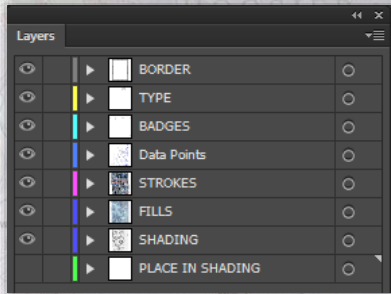 Layers
BORDER
TYPE
BADGES
Data Points
STROKES
FILLS
SHADING
PLACE IN SHADING